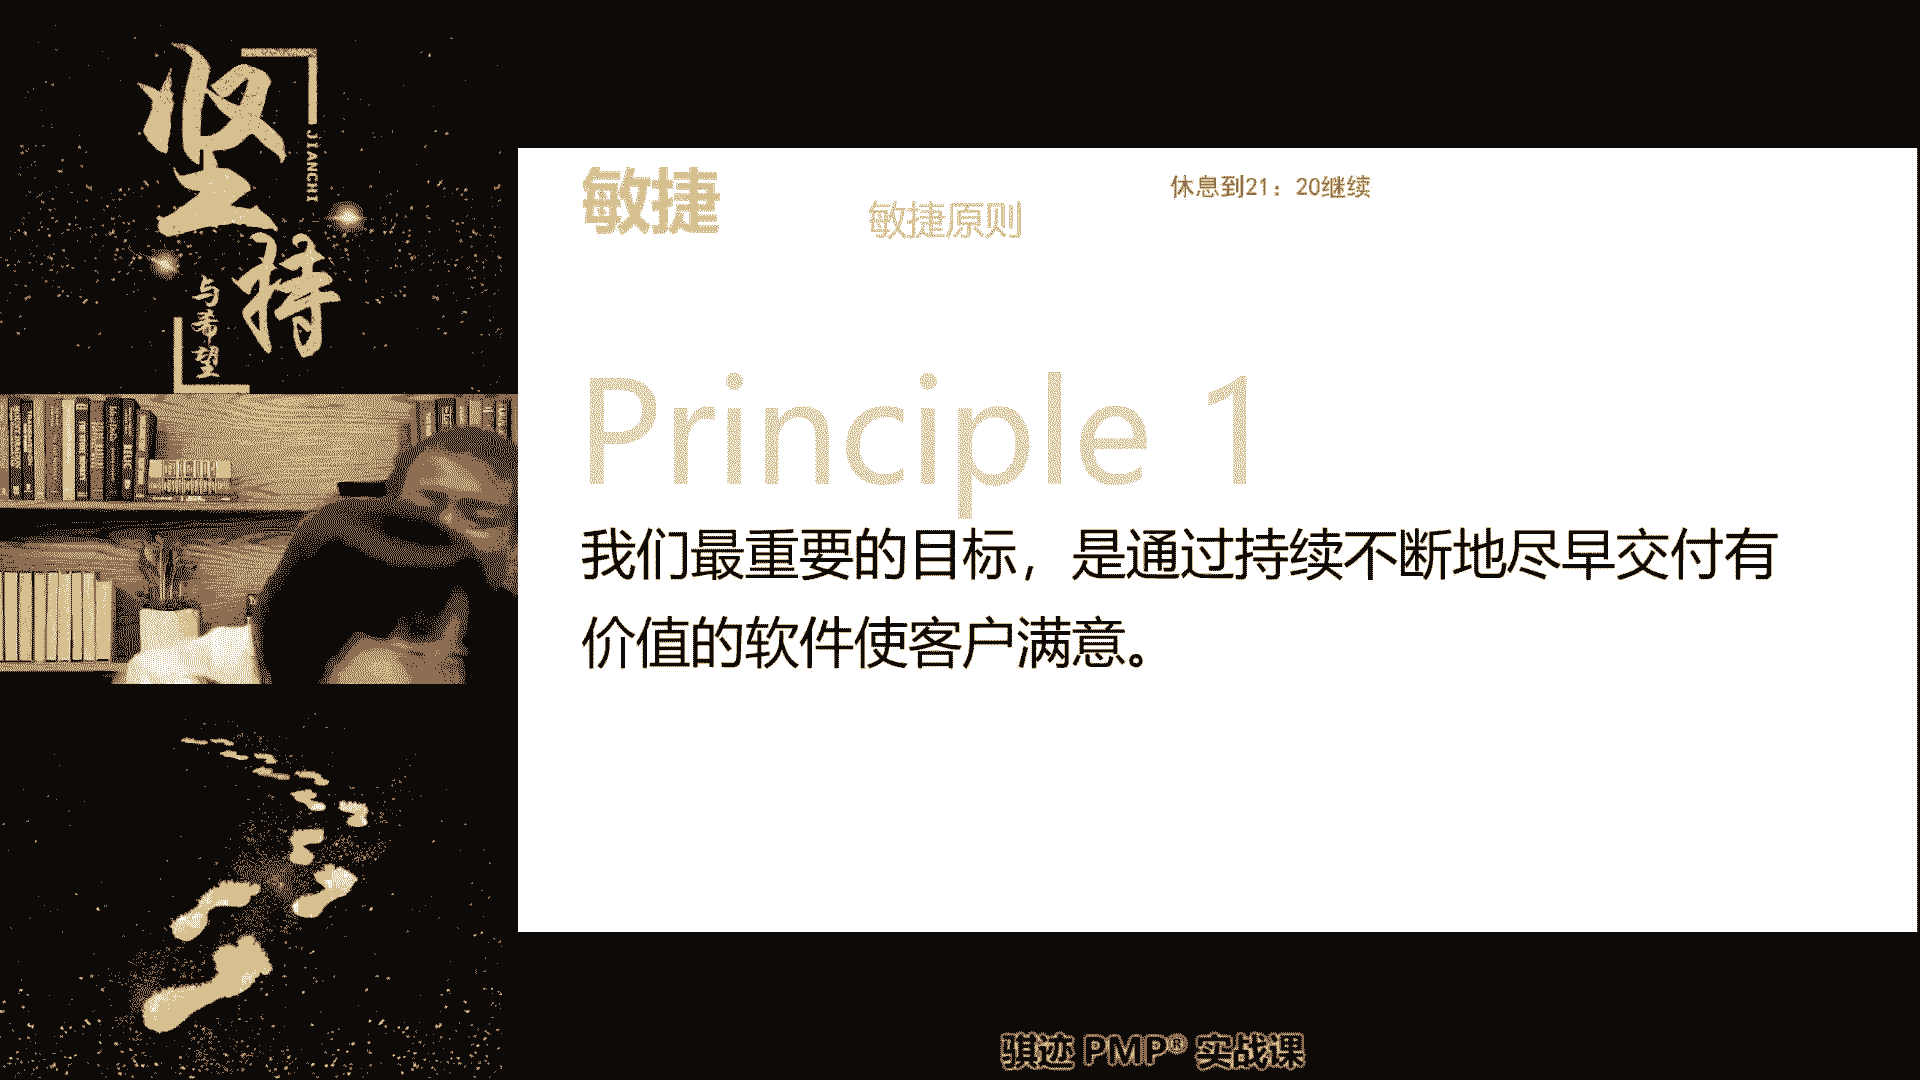 坚持
JIANCHI
与希望
敏捷
敏捷原则
休息到21：20继续
Principle 1
我们最重要的目标，是通过持续不断地尽早交付有
价值的软件使客户满意。
骐迹 PMP® 实战课